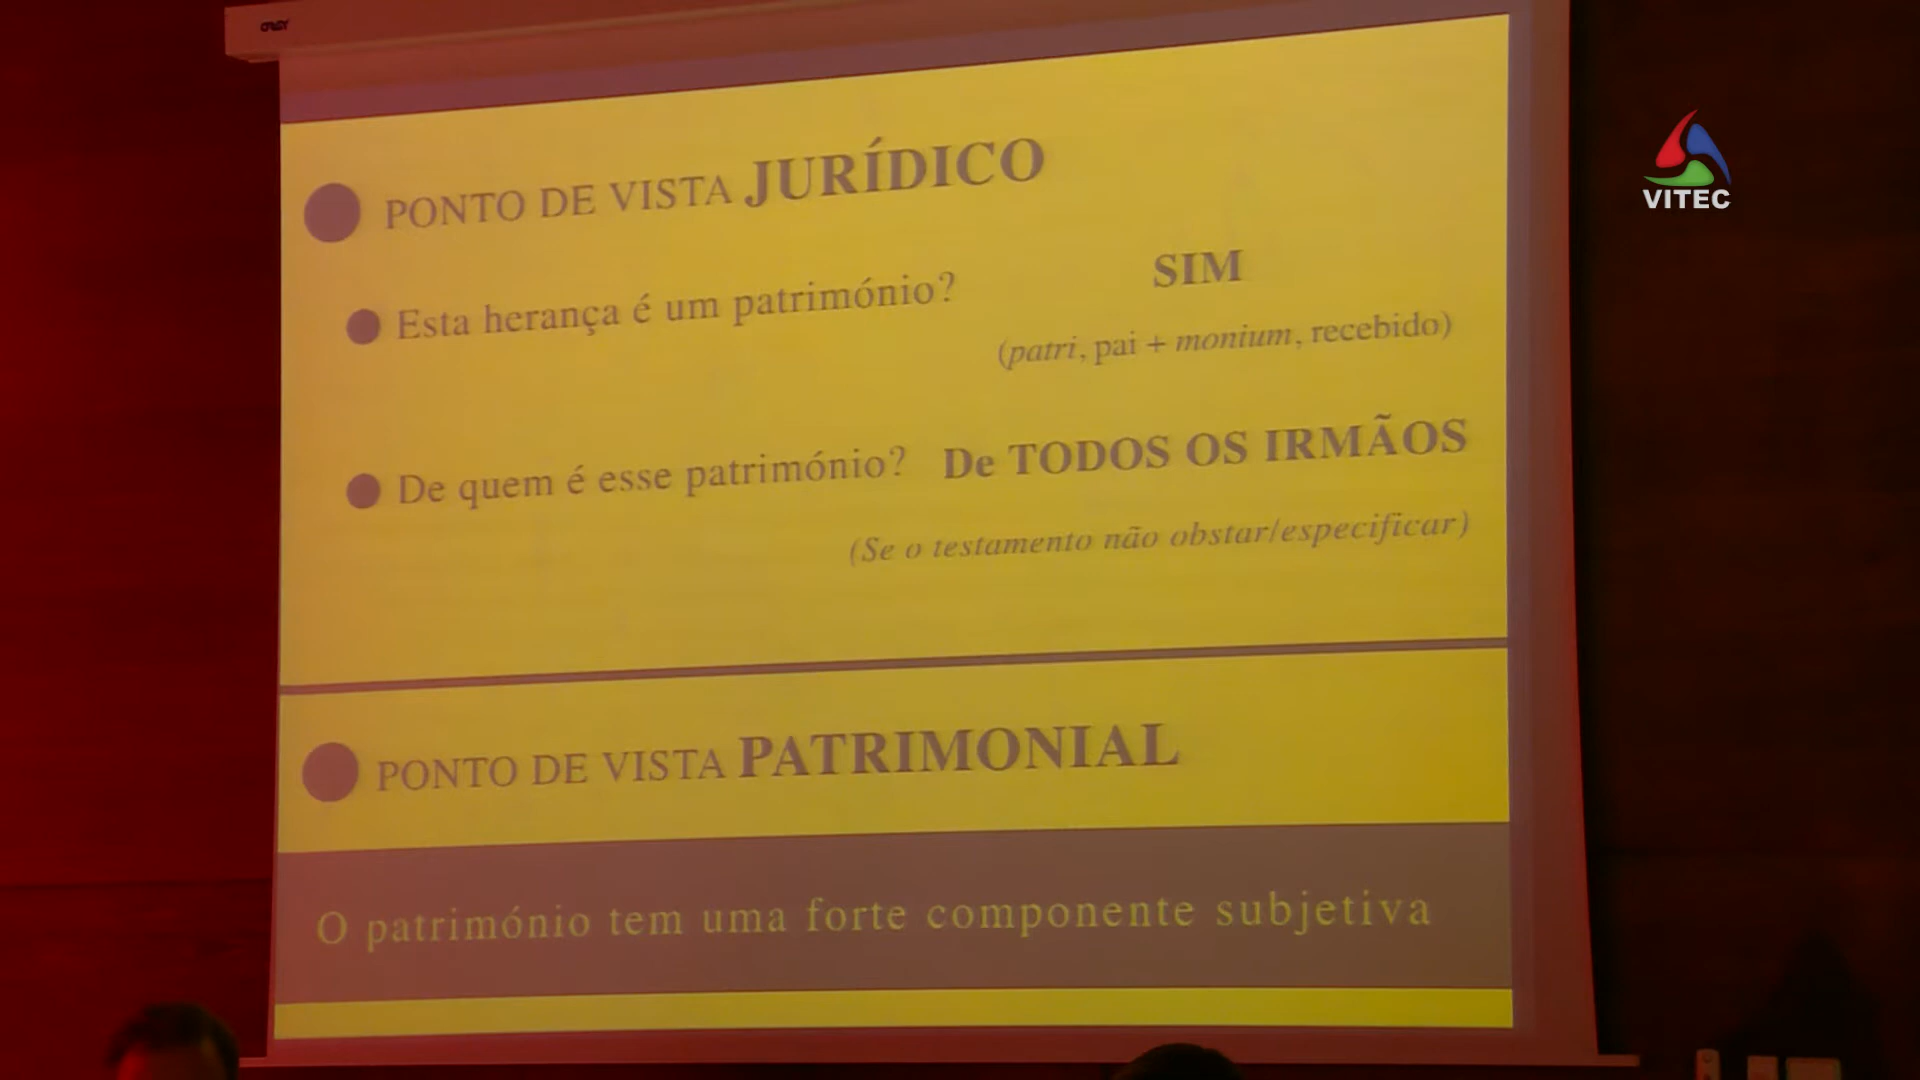 PONTO DE VISTA JURÍDICO
Esta herança é um património? SIM
(patri, pai + monium, recebido)
De quem é esse património? De TODOS OS IRMÃOS
(Se o testamento não obstar/especificar)
PONTO DE VISTA PATRIMONIAL
O património tem uma forte componente subjetiva
VITEC